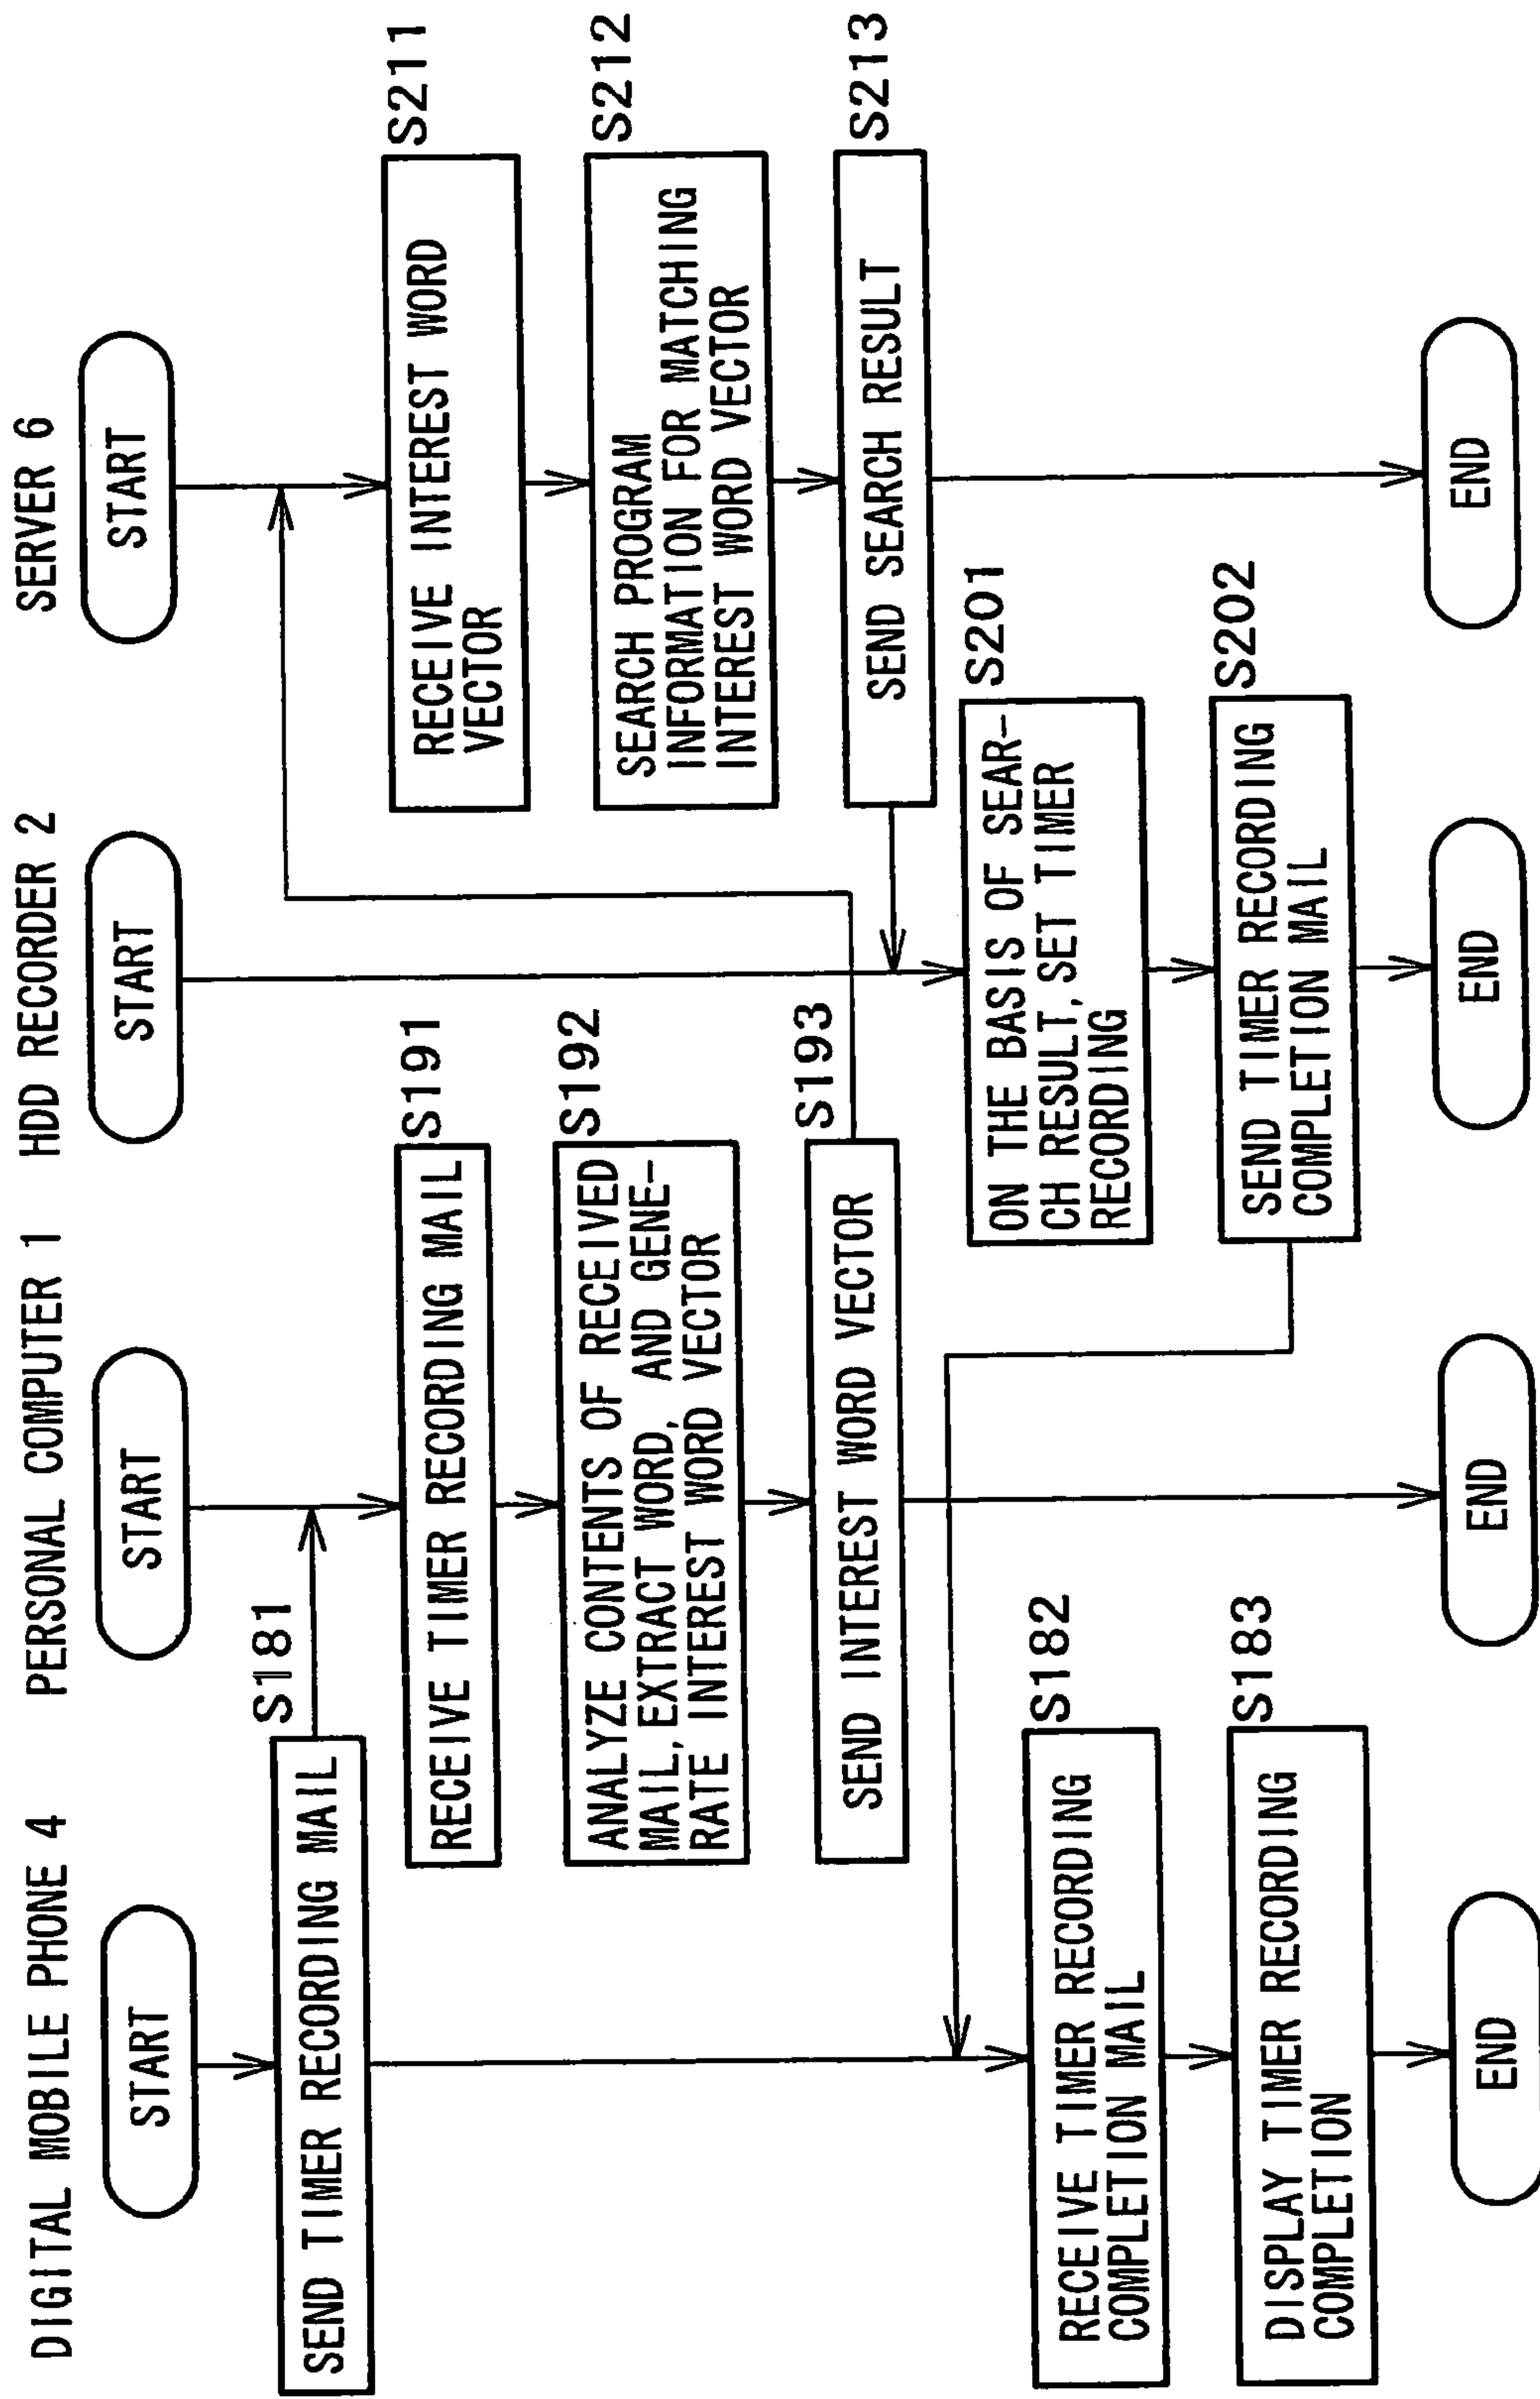 DIGITAL MOBILE PHONE 4
PERSONAL COMPUTER 1
HDD RECORDER 2
SERVER 6
START
START
START
START
S181
SEND TIMER RECORDING MAIL
S191
RECEIVE TIMER RECORDING MAIL
S192
ANALYZE CONTENTS OF RECEIVED
MAIL, EXTRACT WORD, AND GENE-
RATE INTEREST WORD VECTOR
S193
SEND INTEREST WORD VECTOR
S211
RECEIVE INTEREST WORD
VECTOR
S212
SEARCH PROGRAM
INFORMATION FOR MATCHING
INTEREST WORD VECTOR
S213
SEND SEARCH RESULT
S201
ON THE BASIS OF SEAR-
CH RESULT, SET TIMER
RECORDING
S202
SEND TIMER RECORDING
COMPLETION MAIL
S182
RECEIVE TIMER RECORDING
COMPLETION MAIL
S183
DISPLAY TIMER RECORDING
COMPLETION
END
END
END
END